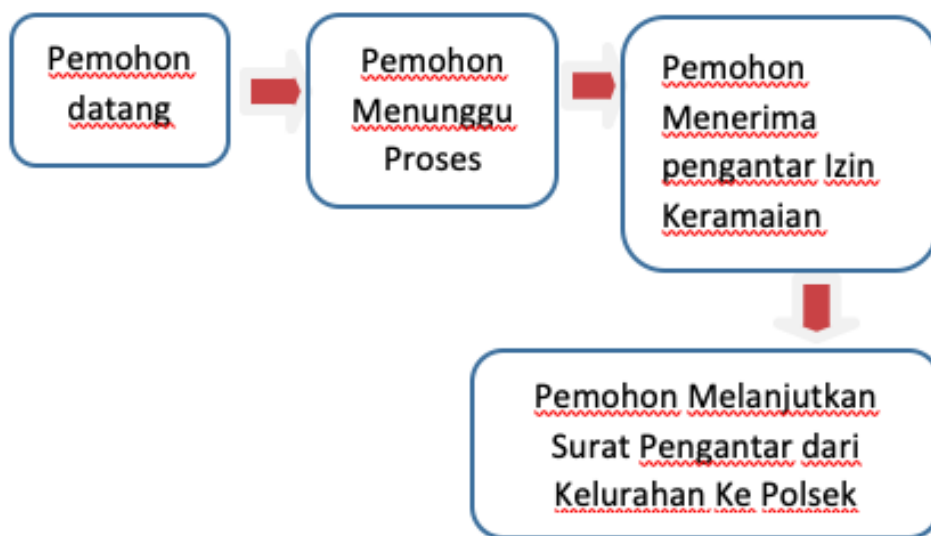 Pemohon
datang
Pemohon
Menunggu
Proses
Pemohon
Menerima
pengantar Izin
Keramaian
Pemohon Melanjutkan
Surat Pengantar dari
Kelurahan Ke Polsek